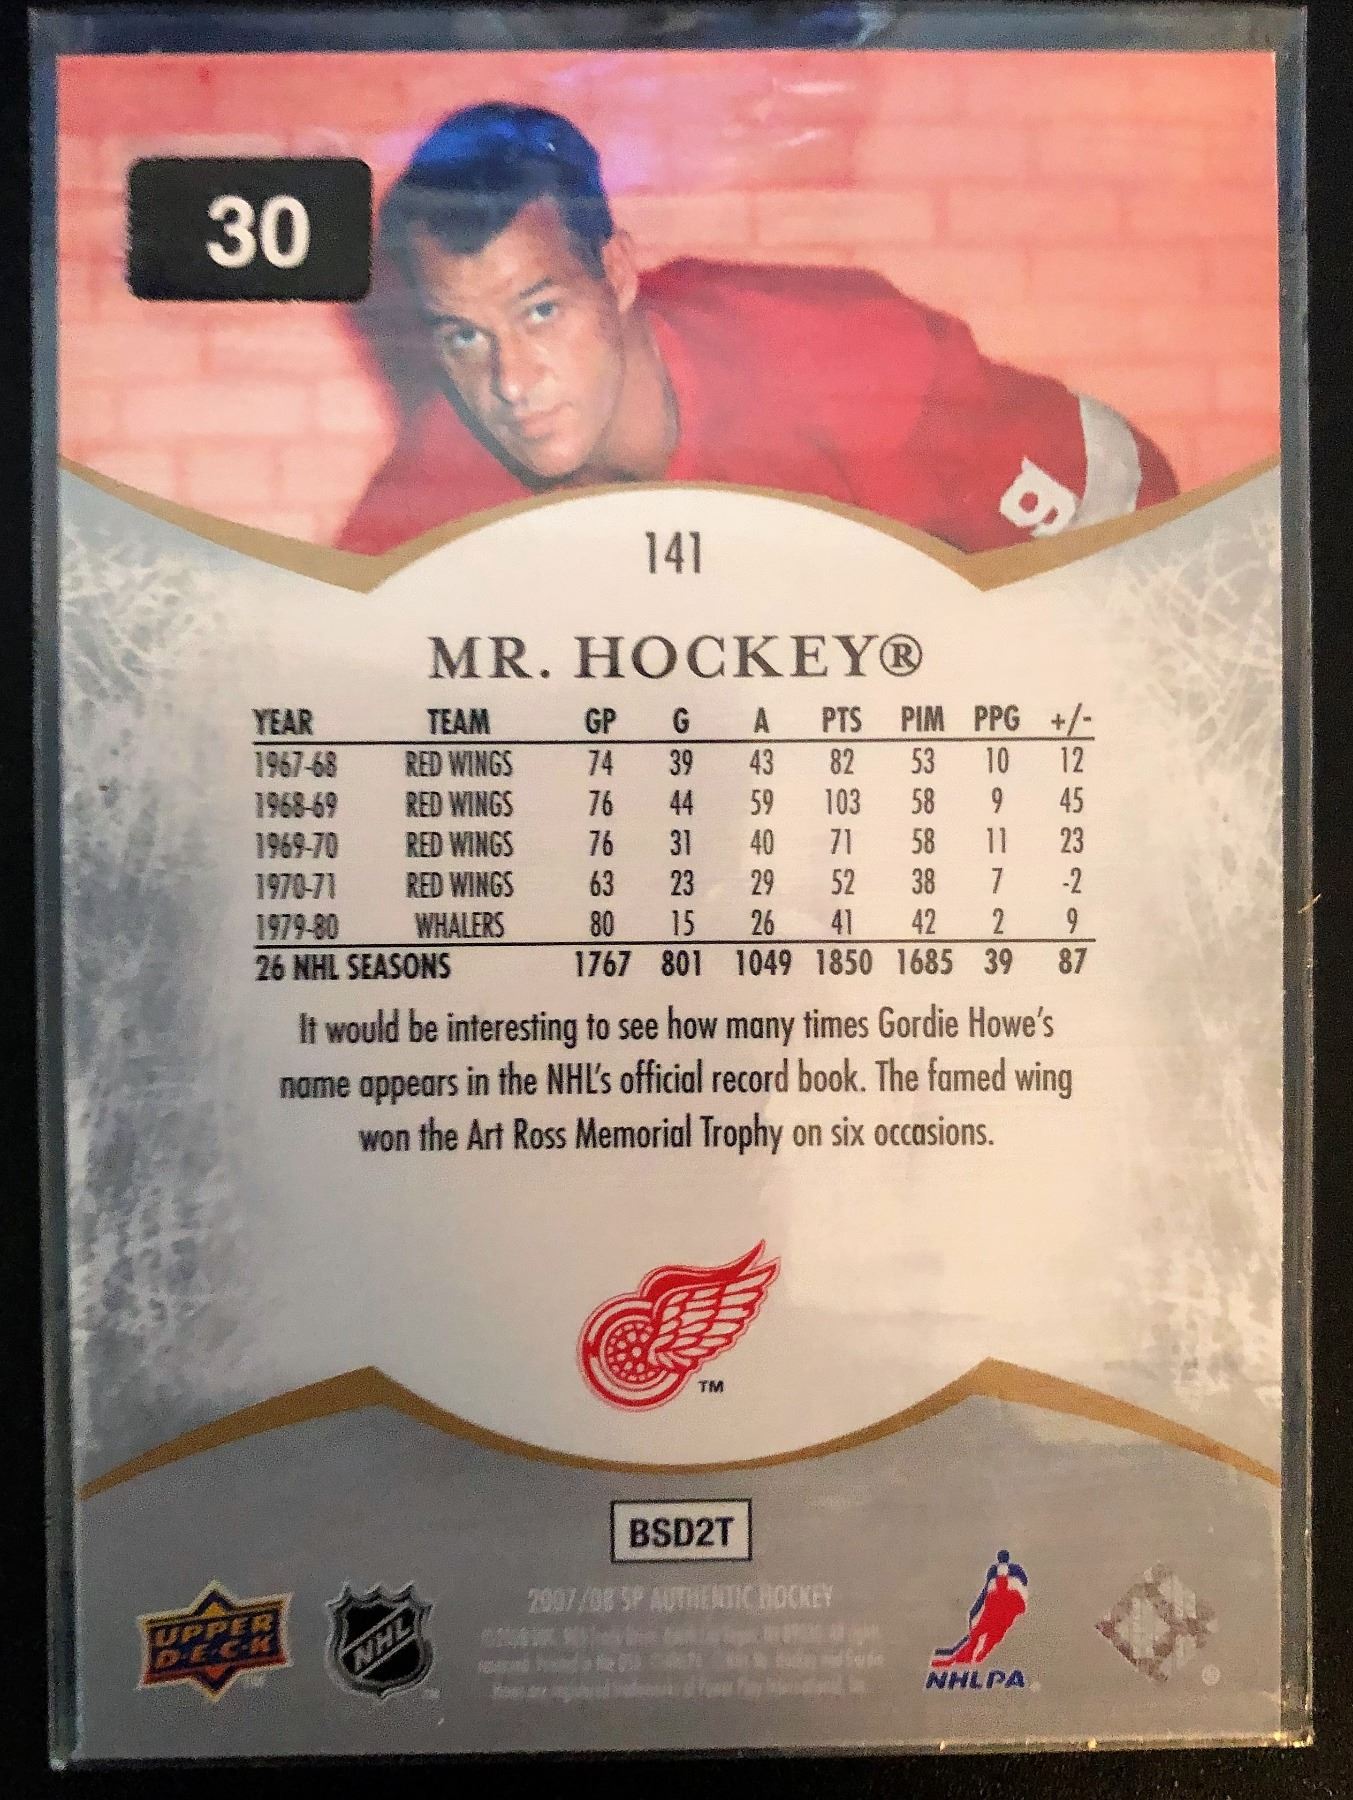 30
9
141
MR. HOCKEY®
YEAR TEAM GP G A PTS PIM PPG +/-
1967-68 RED WINGS 74 39 43 82 53 10 12
1968-69 RED WINGS 76 44 59 103 58 9 45
1969-70 RED WINGS 76 31 40 71 58 11 23
1970-71 RED WINGS 63 23 29 52 38 7 -2
1979-80 WHALERS 80 15 26 41 42 2 9
26 NHL SEASONS 1767 801 1049 1850 1685 39 87
It would be interesting to see how many times Gordie Howe's
name appears in the NHL's official record book. The famed wing
won the Art Ross Memorial Trophy on six occasions.
TM
BSD2T
2007/08 SP AUTHENTIC HOCKEY
UPPER
DECK
NHL
NHLPA